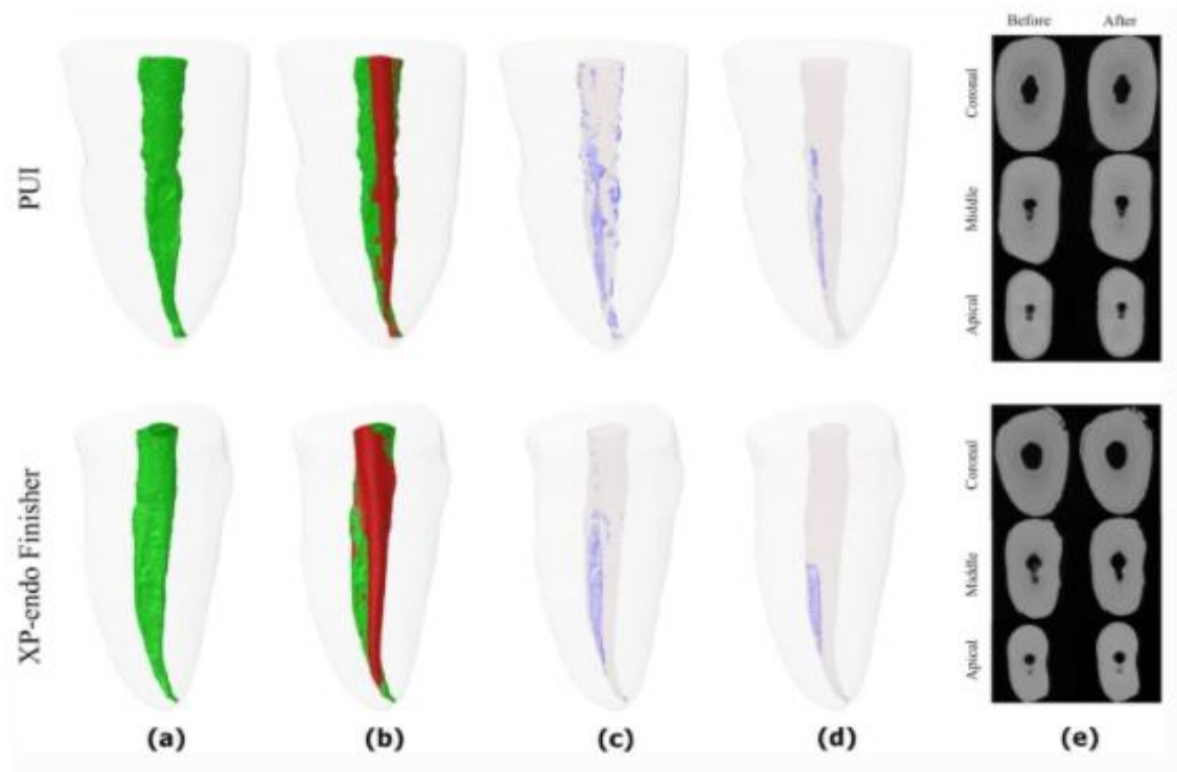 Before After
Coronal
Middle
Apical
PUI
Coronal
Middle
Apical
XP-endo Finisher
(a) (b) (c) (d) (e)